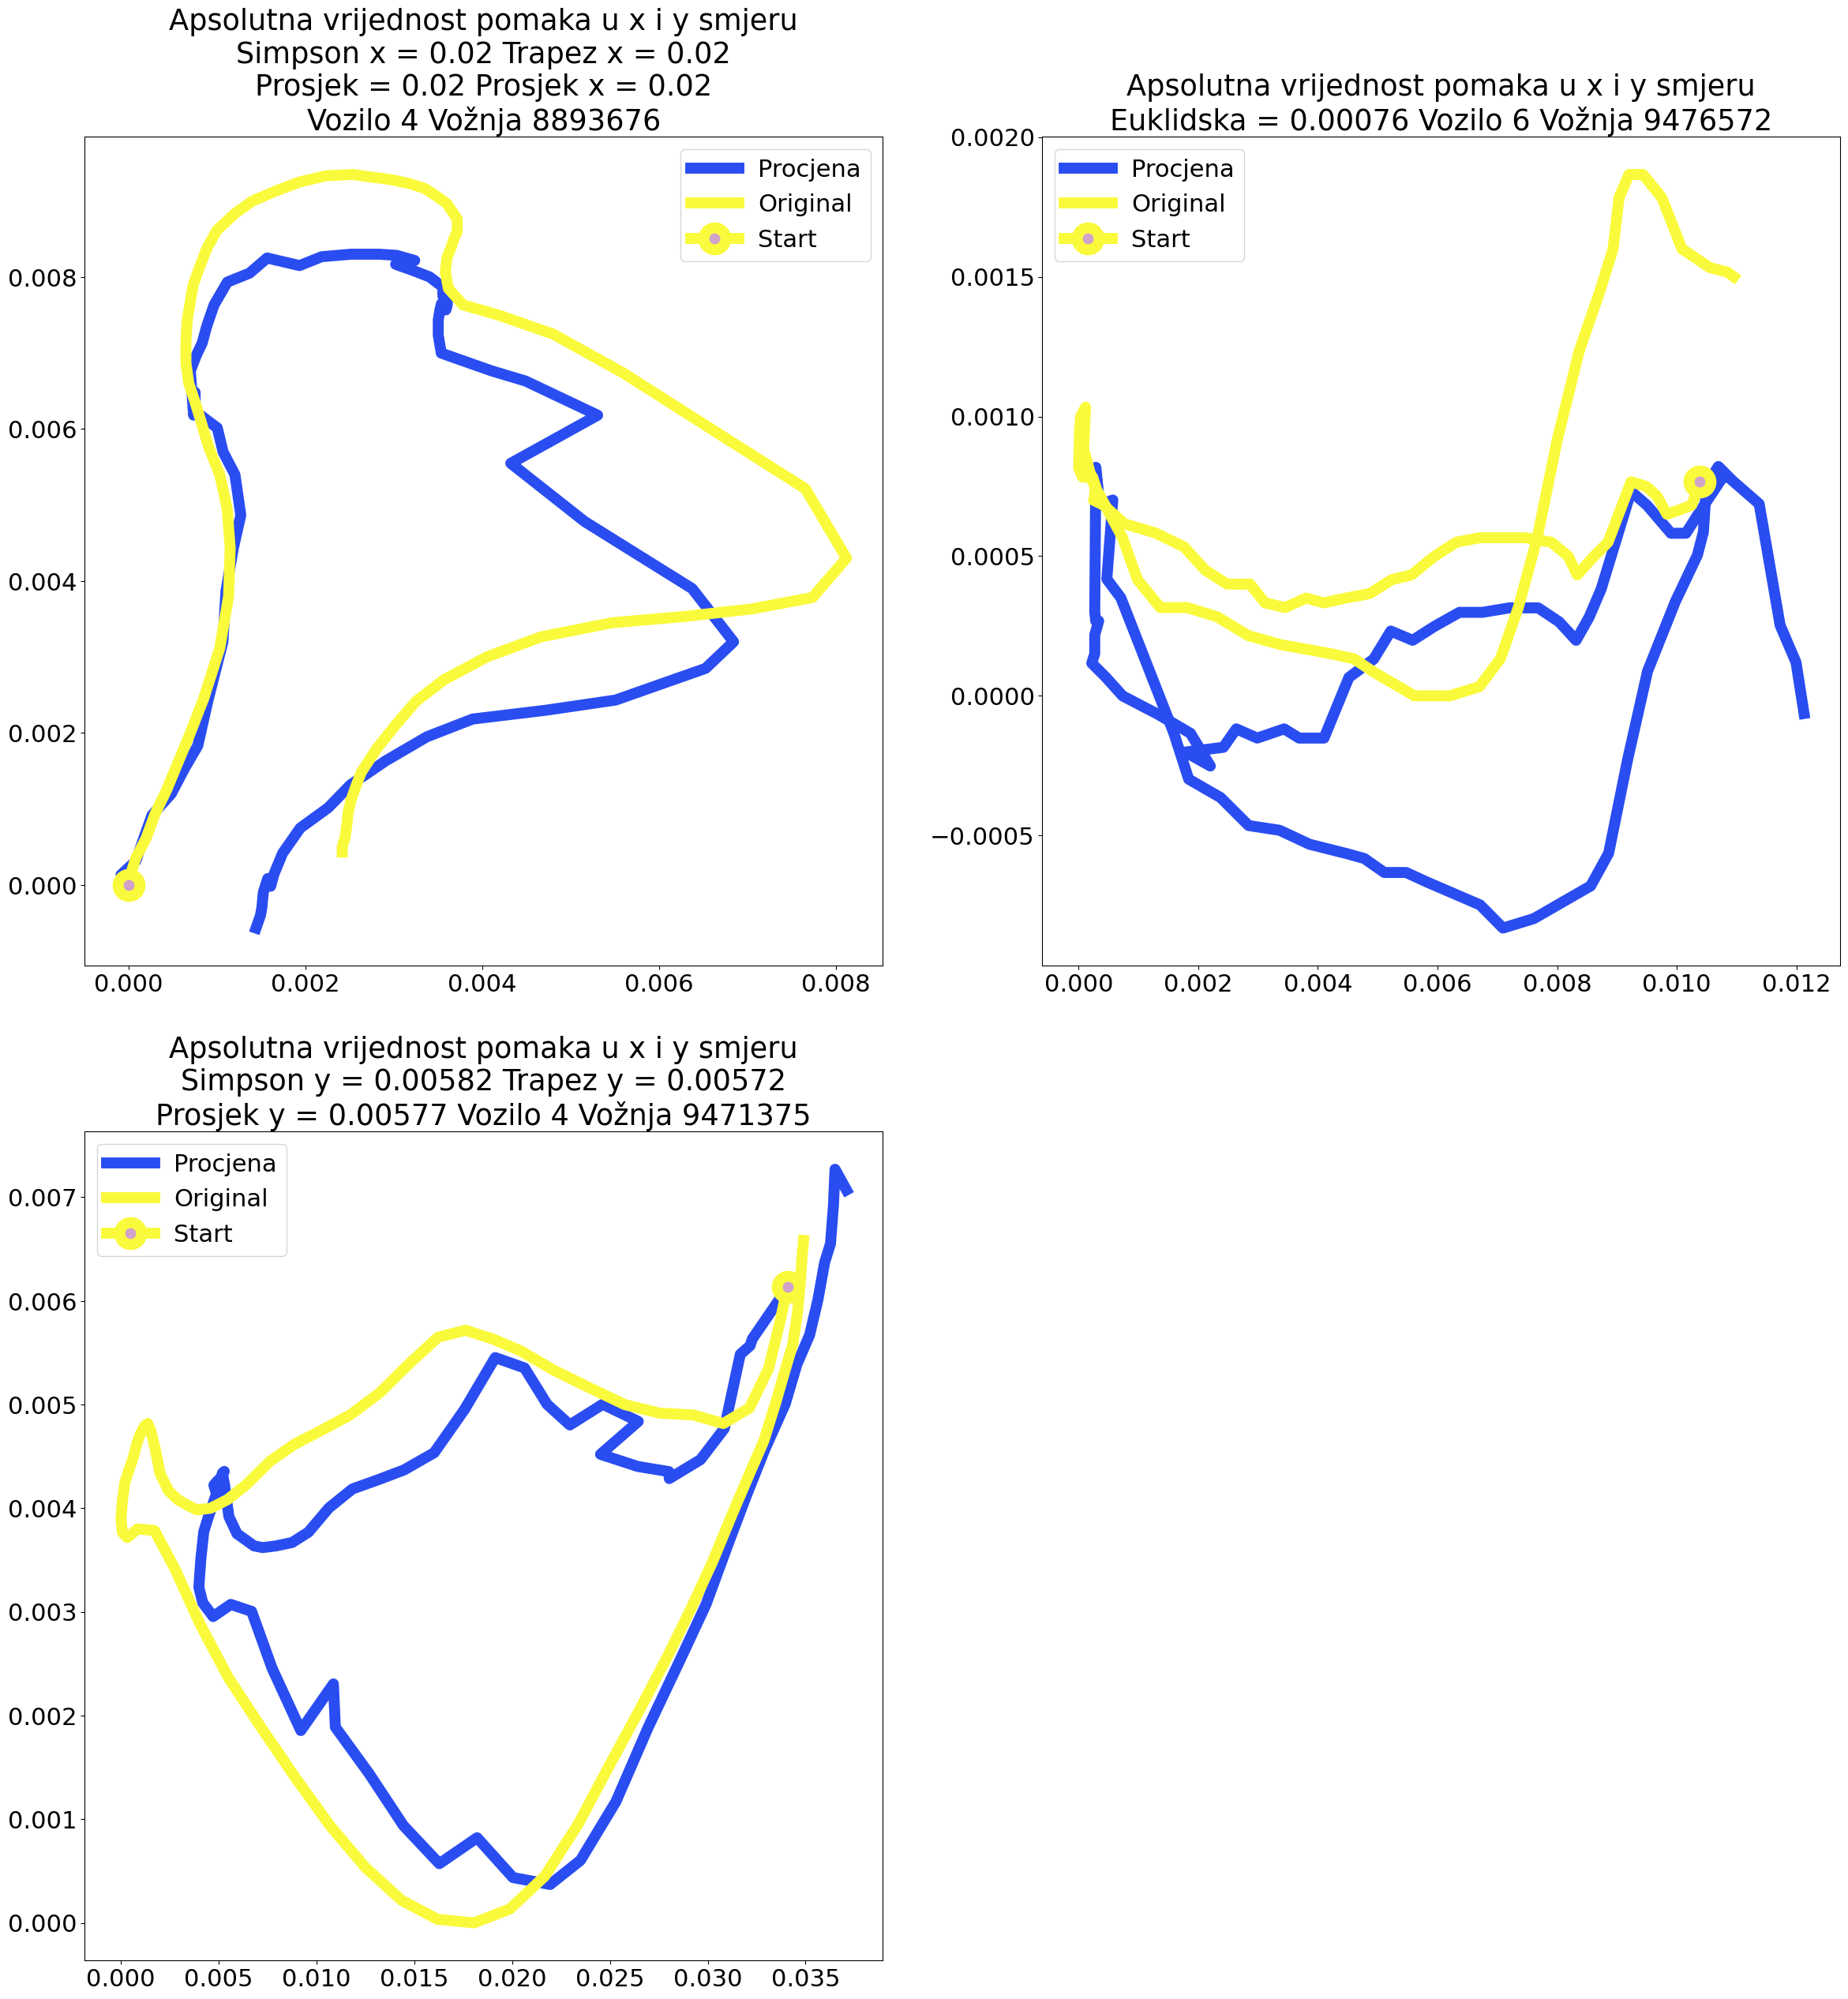 Apsolutna vrijednost pomaka u x i y smjeru
Simpson x = 0.02 Trapez x = 0.02
Prosjek = 0.02 Prosjek x = 0.02
Vozilo 4 Vožnja 8893676
Procjena
Original
Start
0.008
0.006
0.004
0.002
0.000
0.000 0.002 0.004 0.006 0.008
Apsolutna vrijednost pomaka u x i y smjeru
Euklidska = 0.00076 Vozilo 6 Vožnja 9476572
Procjena
Original
Start
0.0020
0.0015
0.0010
0.0005
0.0000
−0.0005
0.000 0.002 0.004 0.006 0.008 0.010 0.012
Apsolutna vrijednost pomaka u x i y smjeru
Simpson y = 0.00582 Trapez y = 0.00572
Prosjek y = 0.00577 Vozilo 4 Vožnja 9471375
Procjena
Original
Start
0.007
0.006
0.005
0.004
0.003
0.002
0.001
0.000
0.000 0.005 0.010 0.015 0.020 0.025 0.030 0.035